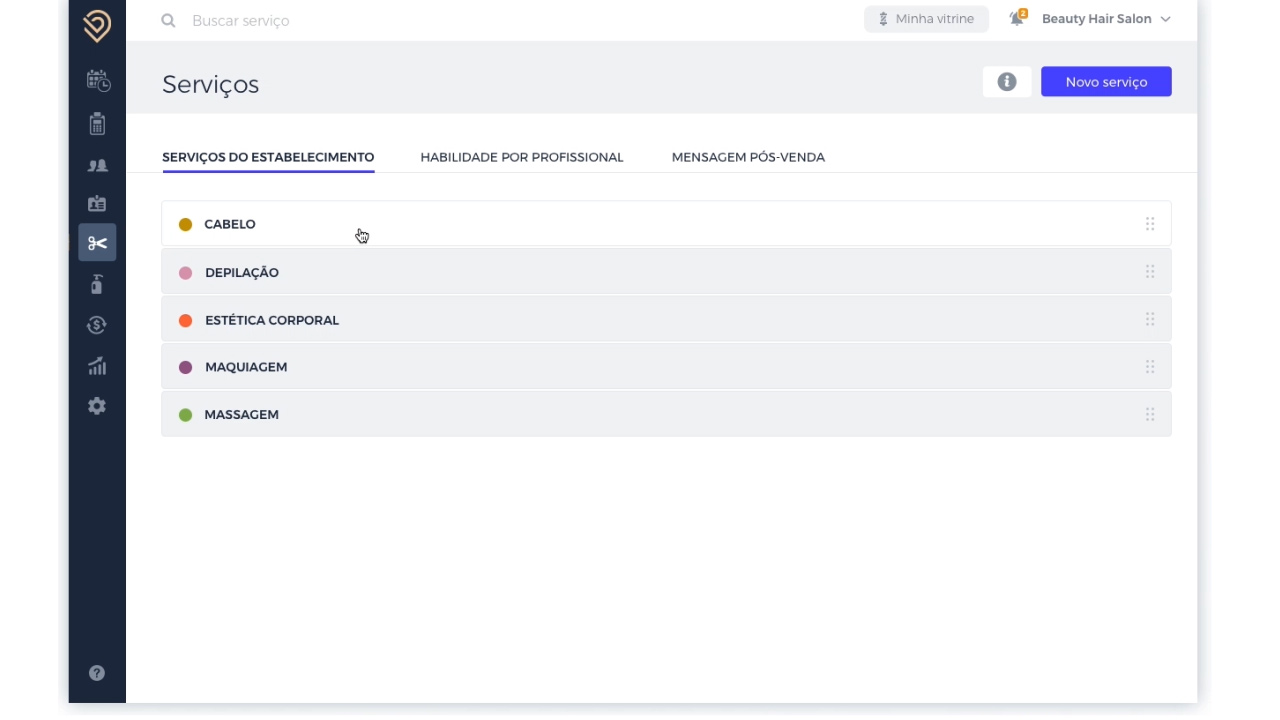 Buscar serviço
Minha vitrine
2
Beauty Hair Salon
Serviços
Novo serviço
SERVIÇOS DO ESTABELECIMENTO
HABILIDADE POR PROFISSIONAL
MENSAGEM PÓS-VENDA
CABELO
DEPILAÇÃO
ESTÉTICA CORPORAL
MAQUIAGEM
MASSAGEM